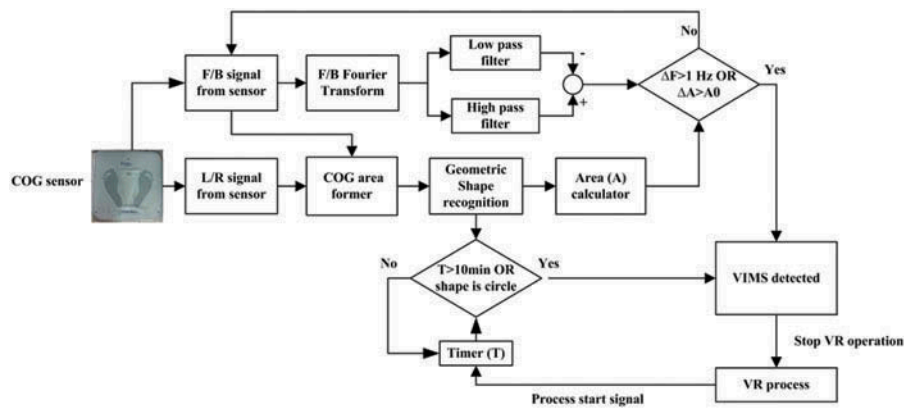 No
Low pass
filter
-
F/B signal
from sensor
F/B Fourier
Transform
ΔF>1 Hz OR
ΔA>A0
Yes
High pass
filter
+
COG sensor
L/R signal
from sensor
COG area
former
Geometric
Shape
recognition
Area (A)
calculator
No
T>10min OR
shape is circle
Yes
VIMS detected
Stop VR operation
Timer (T)
VR process
Process start signal